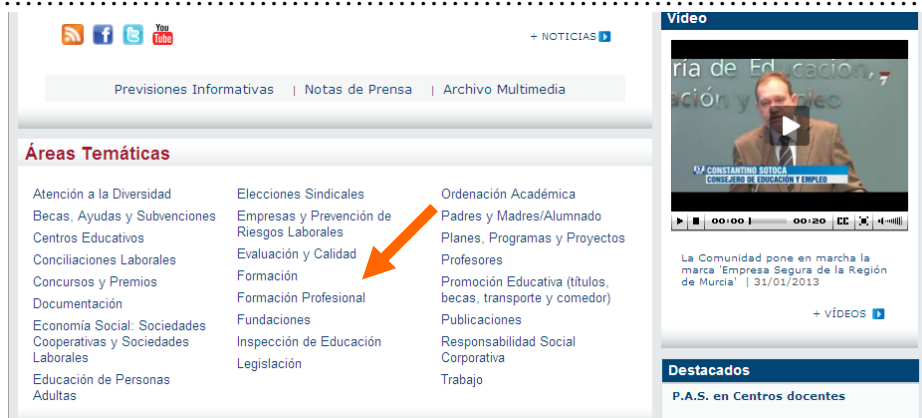 You
Tube
+ NOTICIAS
Previsiones Informativas | Notas de Prensa | Archivo Multimedia
Áreas Temáticas
Atención a la Diversidad
Becas, Ayudas y Subvenciones
Centros Educativos
Conciliaciones Laborales
Concursos y Premios
Documentación
Economía Social: Sociedades
Cooperativas y Sociedades
Laborales
Educación de Personas
Adultas
Elecciones Sindicales
Empresas y Prevención de
Riesgos Laborales
Evaluación y Calidad
Formación
Formación Profesional
Fundaciones
Inspección de Educación
Legislación
Ordenación Académica
Padres y Madres/Alumnado
Planes, Programas y Proyectos
Profesores
Promoción Educativa (títulos,
becas, transporte y comedor)
Publicaciones
Responsabilidad Social
Corporativa
Trabajo
Vídeo
ría de Educación,
ación y Empleo
CONSTANTINO SOTOCA
CONSEJERO DE EDUCACIÓN Y EMPLEO
00:00 00:20 CC
La Comunidad pone en marcha la
marca 'Empresa Segura de la Región
de Murcia' | 31/01/2013
+ VÍDEOS
Destacados
P.A.S. en Centros docentes